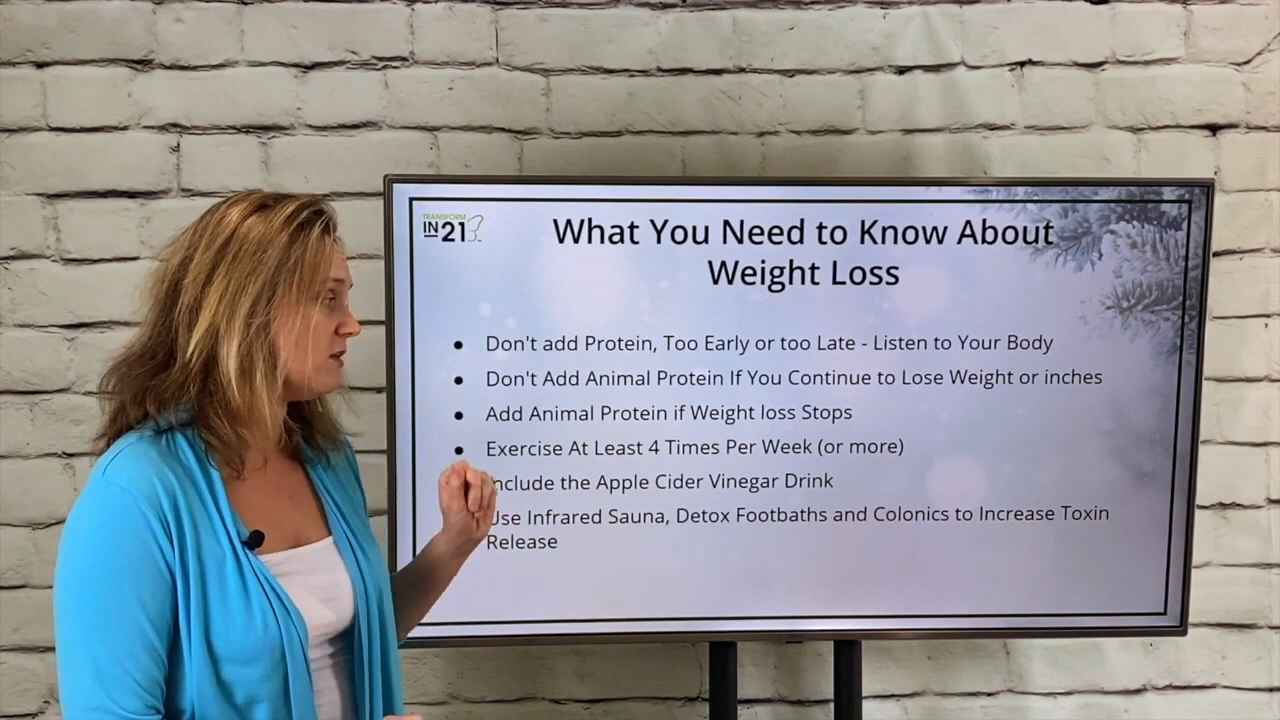 TRANSFORM
IN 21
What You Need to Know About
Weight Loss
Don't add Protein, Too Early or too Late - Listen to Your Body
Don't Add Animal Protein If You Continue to Lose Weight or inches
Add Animal Protein if Weight loss Stops
Exercise At Least 4 Times Per Week (or more)
Include the Apple Cider Vinegar Drink
Use Infrared Sauna, Detox Footbaths and Colonics to Increase Toxin
Release